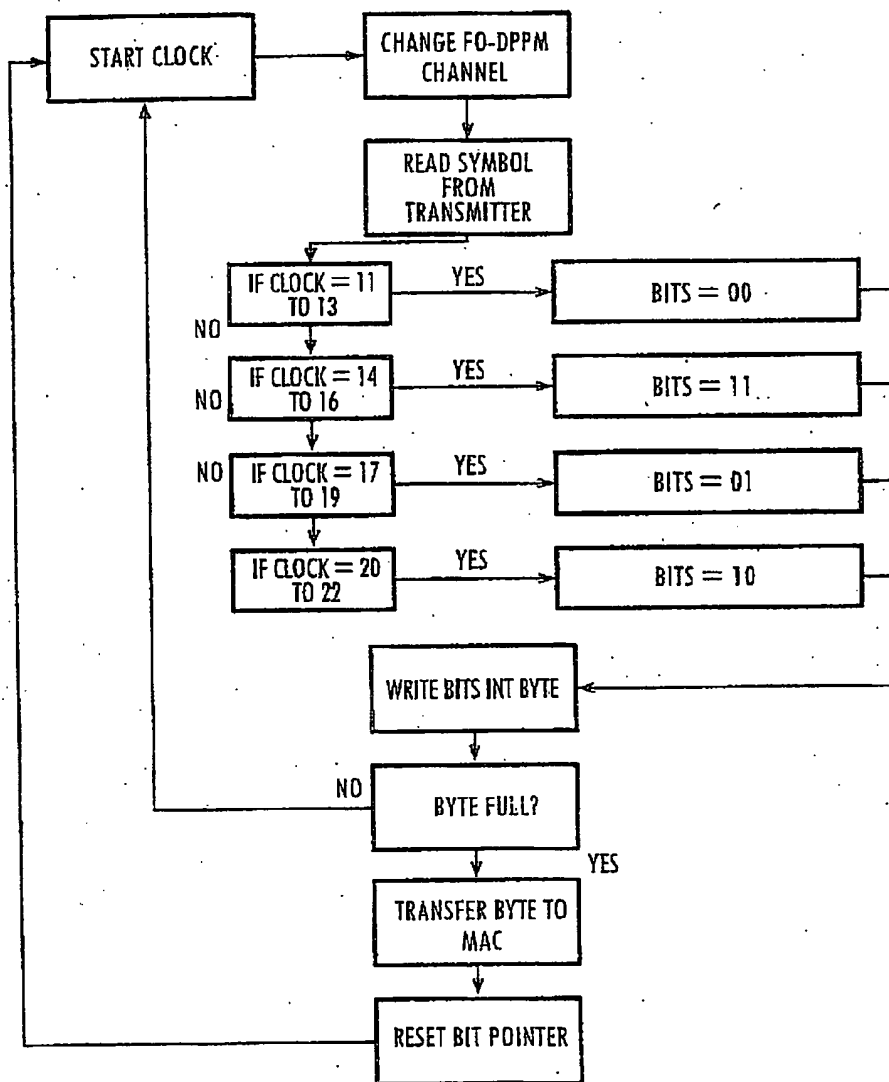 START CLOCK
CHANGE FO-DPPM
CHANNEL
READ SYMBOL
FROM
TRANSMITTER
IF CLOCK = 11
TO 13
YES
BITS = 00
NO
IF CLOCK = 14
TO 16
YES
BITS = 11
NO
IF CLOCK = 17
TO 19
YES
BITS = 01
NO
IF CLOCK = 20
TO 22
YES
BITS = 10
WRITE BITS INT BYTE
NO
BYTE FULL?
YES
TRANSFER BYTE TO
MAC
RESET BIT POINTER